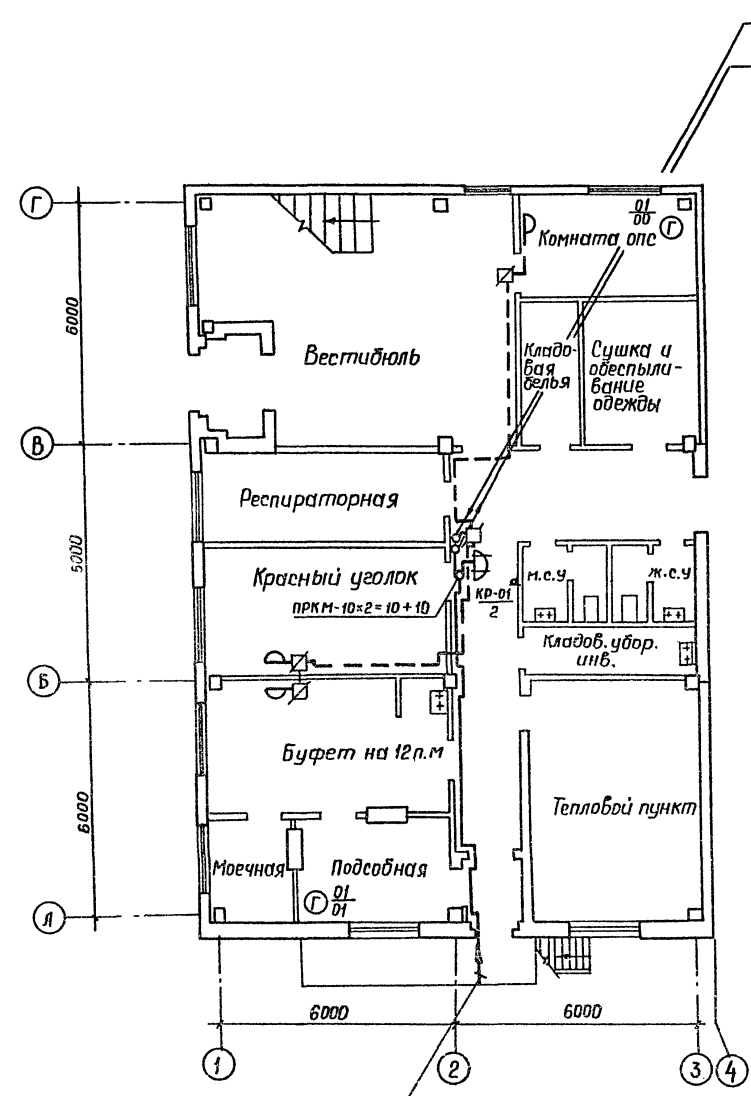 Г
01
00
Г
Комната опс
6000
Вестибюль
Кладо-
вая
белья
Сушка и
обеспыли-
вание
одежды
В
Респираторная
6000
Красный уголок
м.с.у
ж.с.у
ПРКМ-10×2=10+10
КР-01
2
Кладов. убор.
инв.
Б
Буфет на 12п.м
6000
Тепловой пункт
Моечная
Подсобная
Г
01
01
А
6000
6000
1
2
3
4